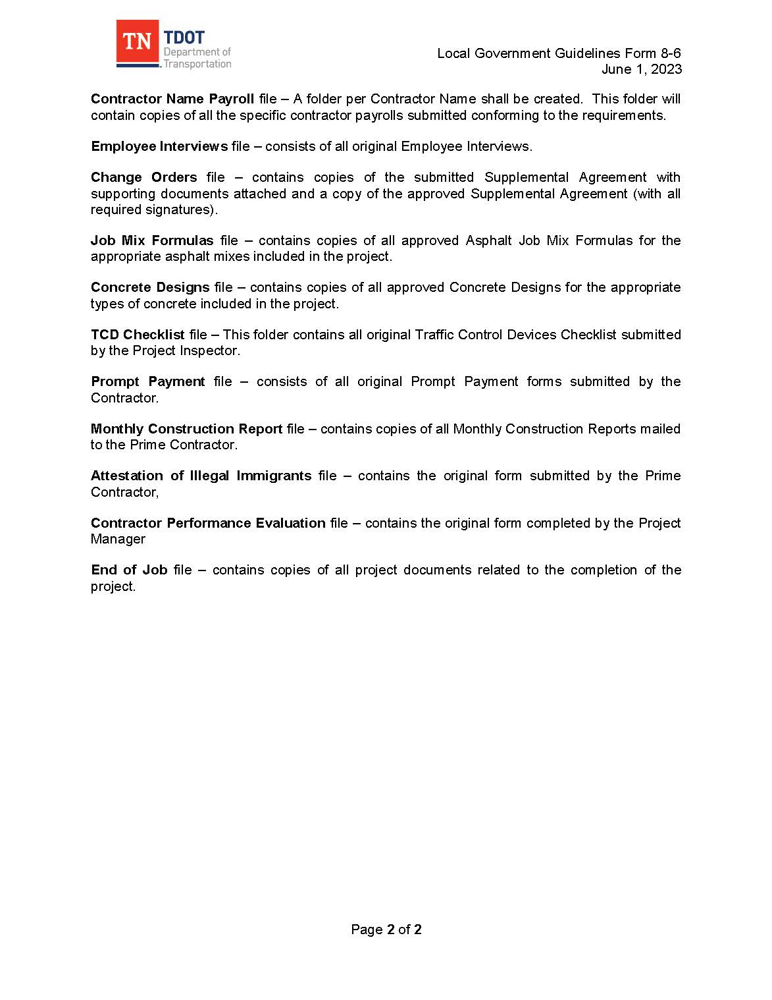 TN
TDOT
Department of
Transportation
Local Government Guidelines Form 8-6
June 1, 2023
Contractor Name Payroll file – A folder per Contractor Name shall be created.  This folder will
contain copies of all the specific contractor payrolls submitted conforming to the requirements.
Employee Interviews file – consists of all original Employee Interviews.
Change Orders file – contains copies of the submitted Supplemental Agreement with
supporting documents attached and a copy of the approved Supplemental Agreement (with all
required signatures).
Job Mix Formulas file – contains copies of all approved Asphalt Job Mix Formulas for the
appropriate asphalt mixes included in the project.
Concrete Designs file – contains copies of all approved Concrete Designs for the appropriate
types of concrete included in the project.
TCD Checklist file – This folder contains all original Traffic Control Devices Checklist submitted
by the Project Inspector.
Prompt Payment file – consists of all original Prompt Payment forms submitted by the
Contractor.
Monthly Construction Report file – contains copies of all Monthly Construction Reports mailed
to the Prime Contractor.
Attestation of Illegal Immigrants file – contains the original form submitted by the Prime
Contractor,
Contractor Performance Evaluation file – contains the original form completed by the Project
Manager
End of Job file – contains copies of all project documents related to the completion of the
project.
Page 2 of 2